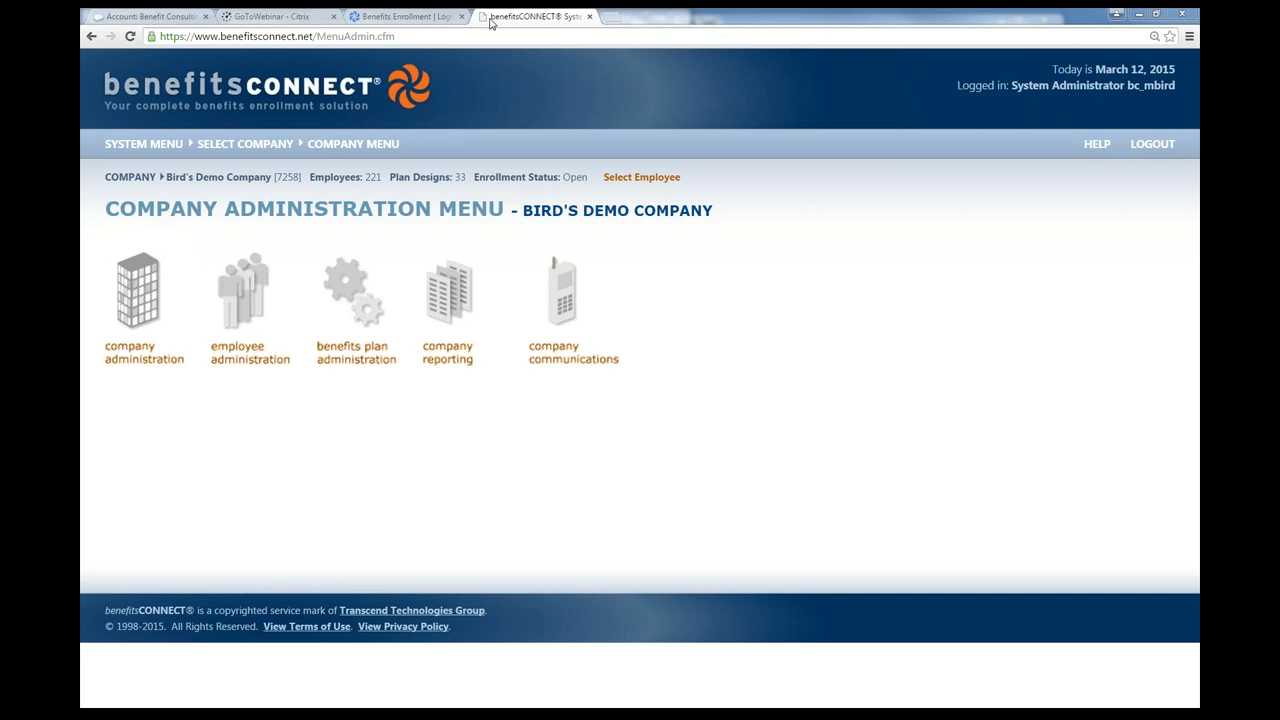 Account: Benefit Consulti
GoToWebinar - Citrix
Benefits Enrollment | Logi
benefitsCONNECT® Syste
https://www.benefitsconnect.net/MenuAdmin.cfm
benefitsCONNECT®
Your complete benefits enrollment solution
Today is March 12, 2015
Logged in: System Administrator bc_mbird
SYSTEM MENU SELECT COMPANY COMPANY MENU HELP LOGOUT
COMPANY Bird's Demo Company [7258] Employees: 221 Plan Designs: 33 Enrollment Status: Open Select Employee
COMPANY ADMINISTRATION MENU - BIRD'S DEMO COMPANY
company administration
employee administration
benefits plan administration
company reporting
company communications
benefitsCONNECT® is a copyrighted service mark of Transcend Technologies Group.
© 1998-2015. All Rights Reserved. View Terms of Use. View Privacy Policy.